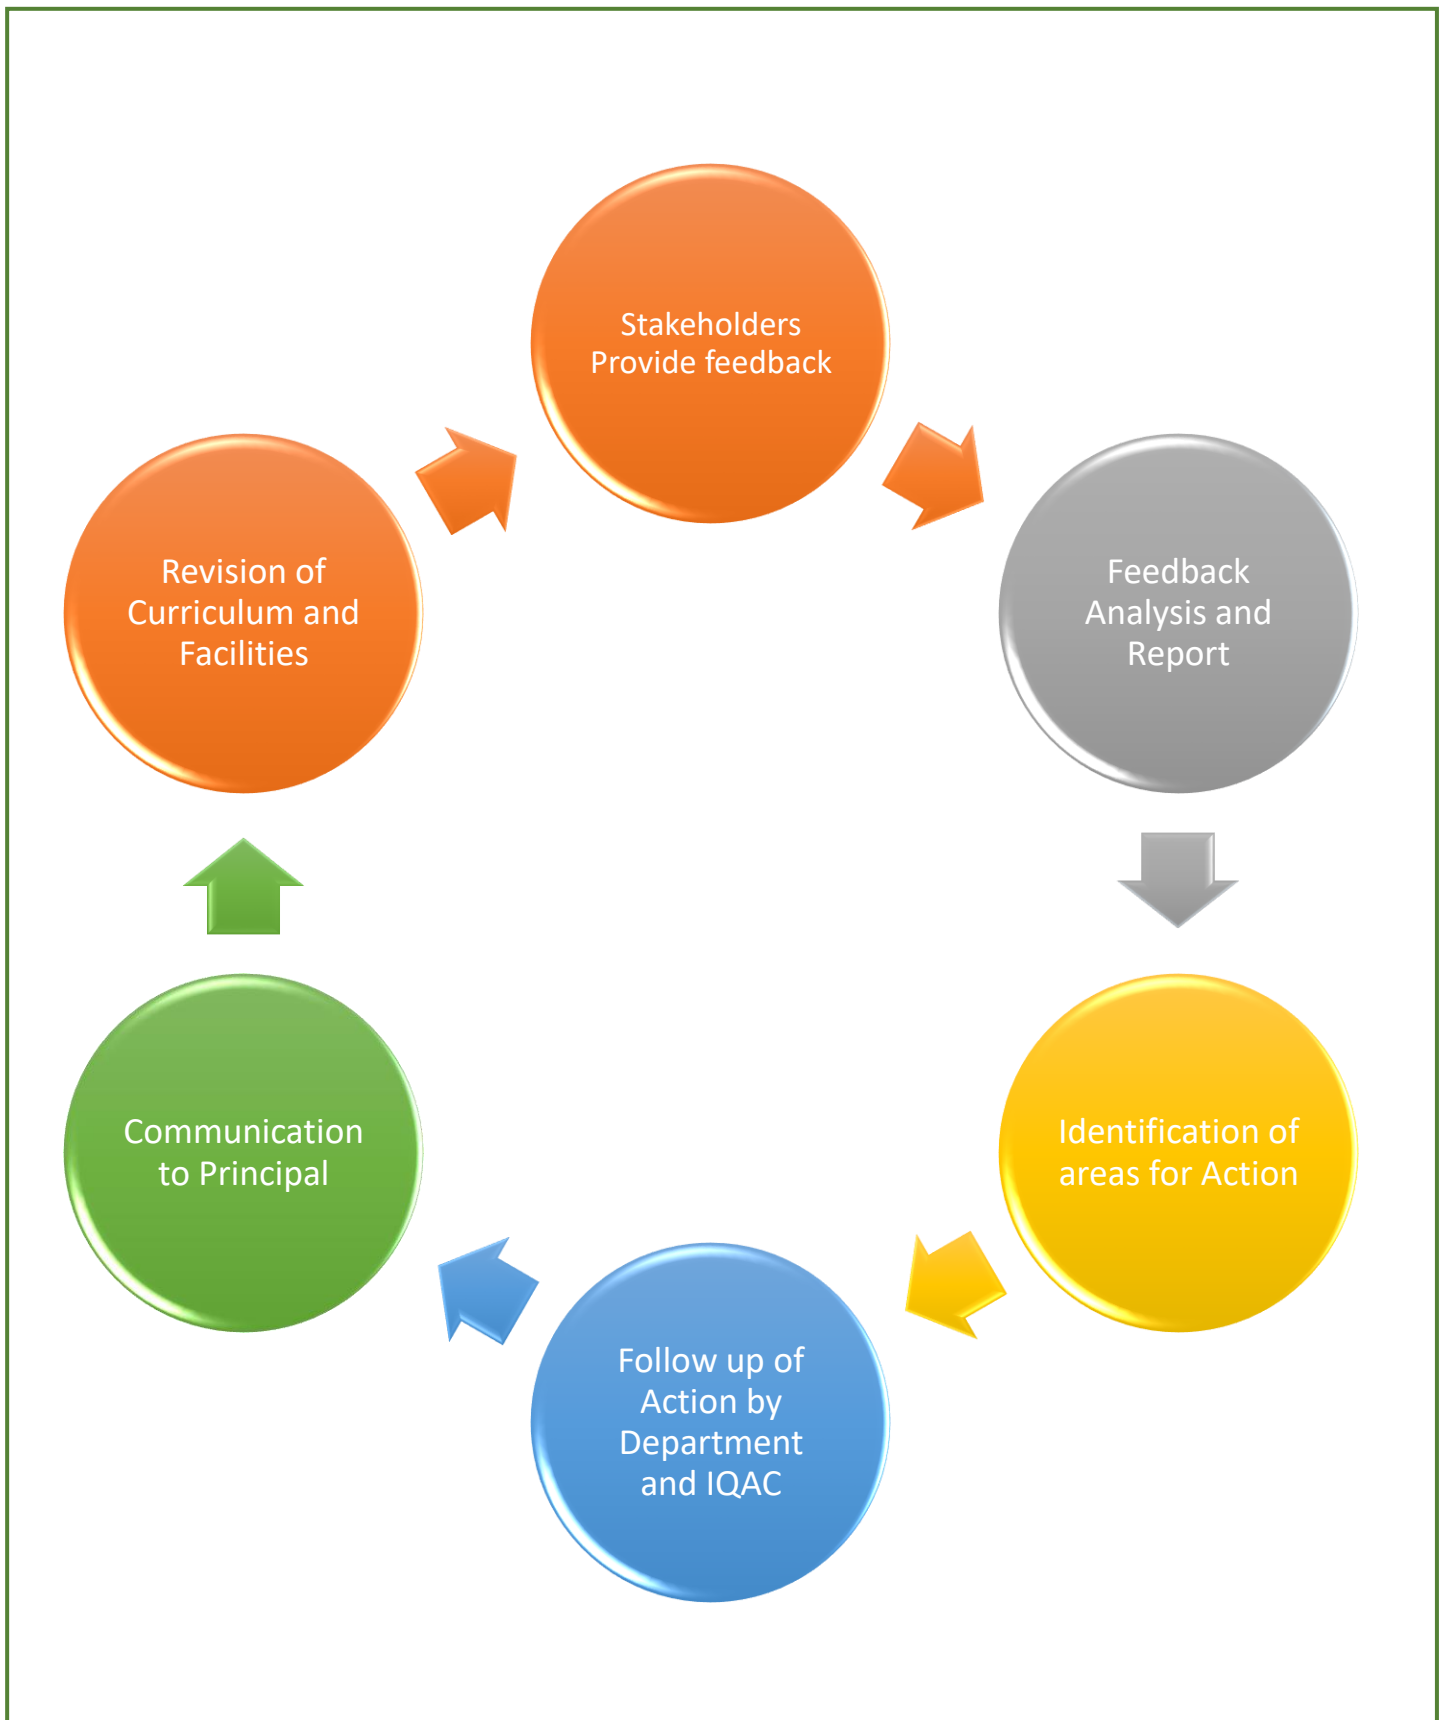 Stakeholders
Provide feedback
Feedback
Analysis and
Report
Identification of
areas for Action
Follow up of
Action by
Department
and IQAC
Communication
to Principal
Revision of
Curriculum and
Facilities